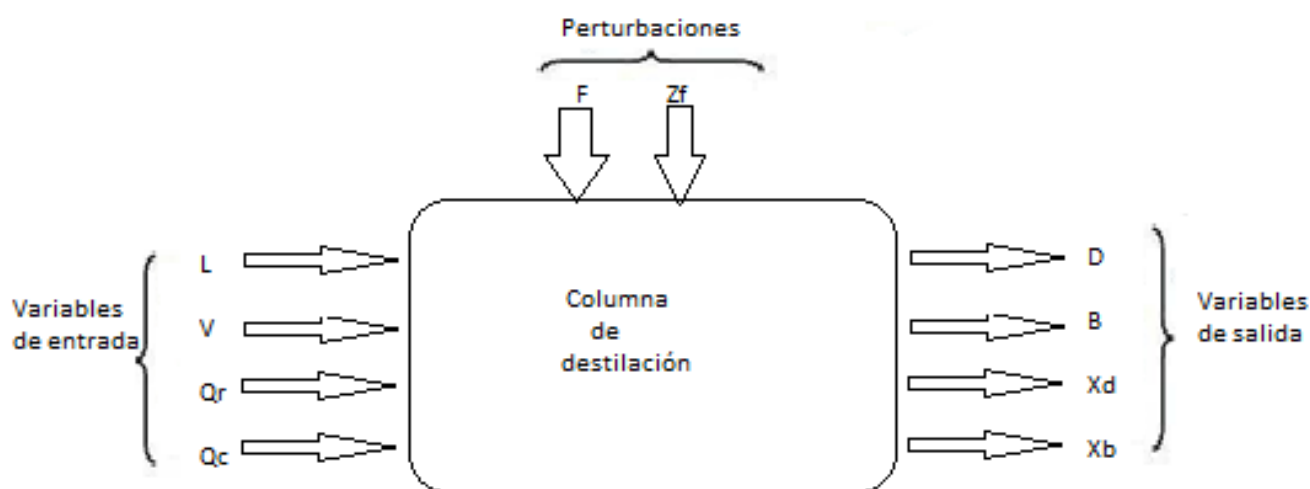 Perturbaciones
F Zf
L
V
Qr
Qc
Variables
de entrada
Columna
de
destilación
D
B
Xd
Xb
Variables
de salida